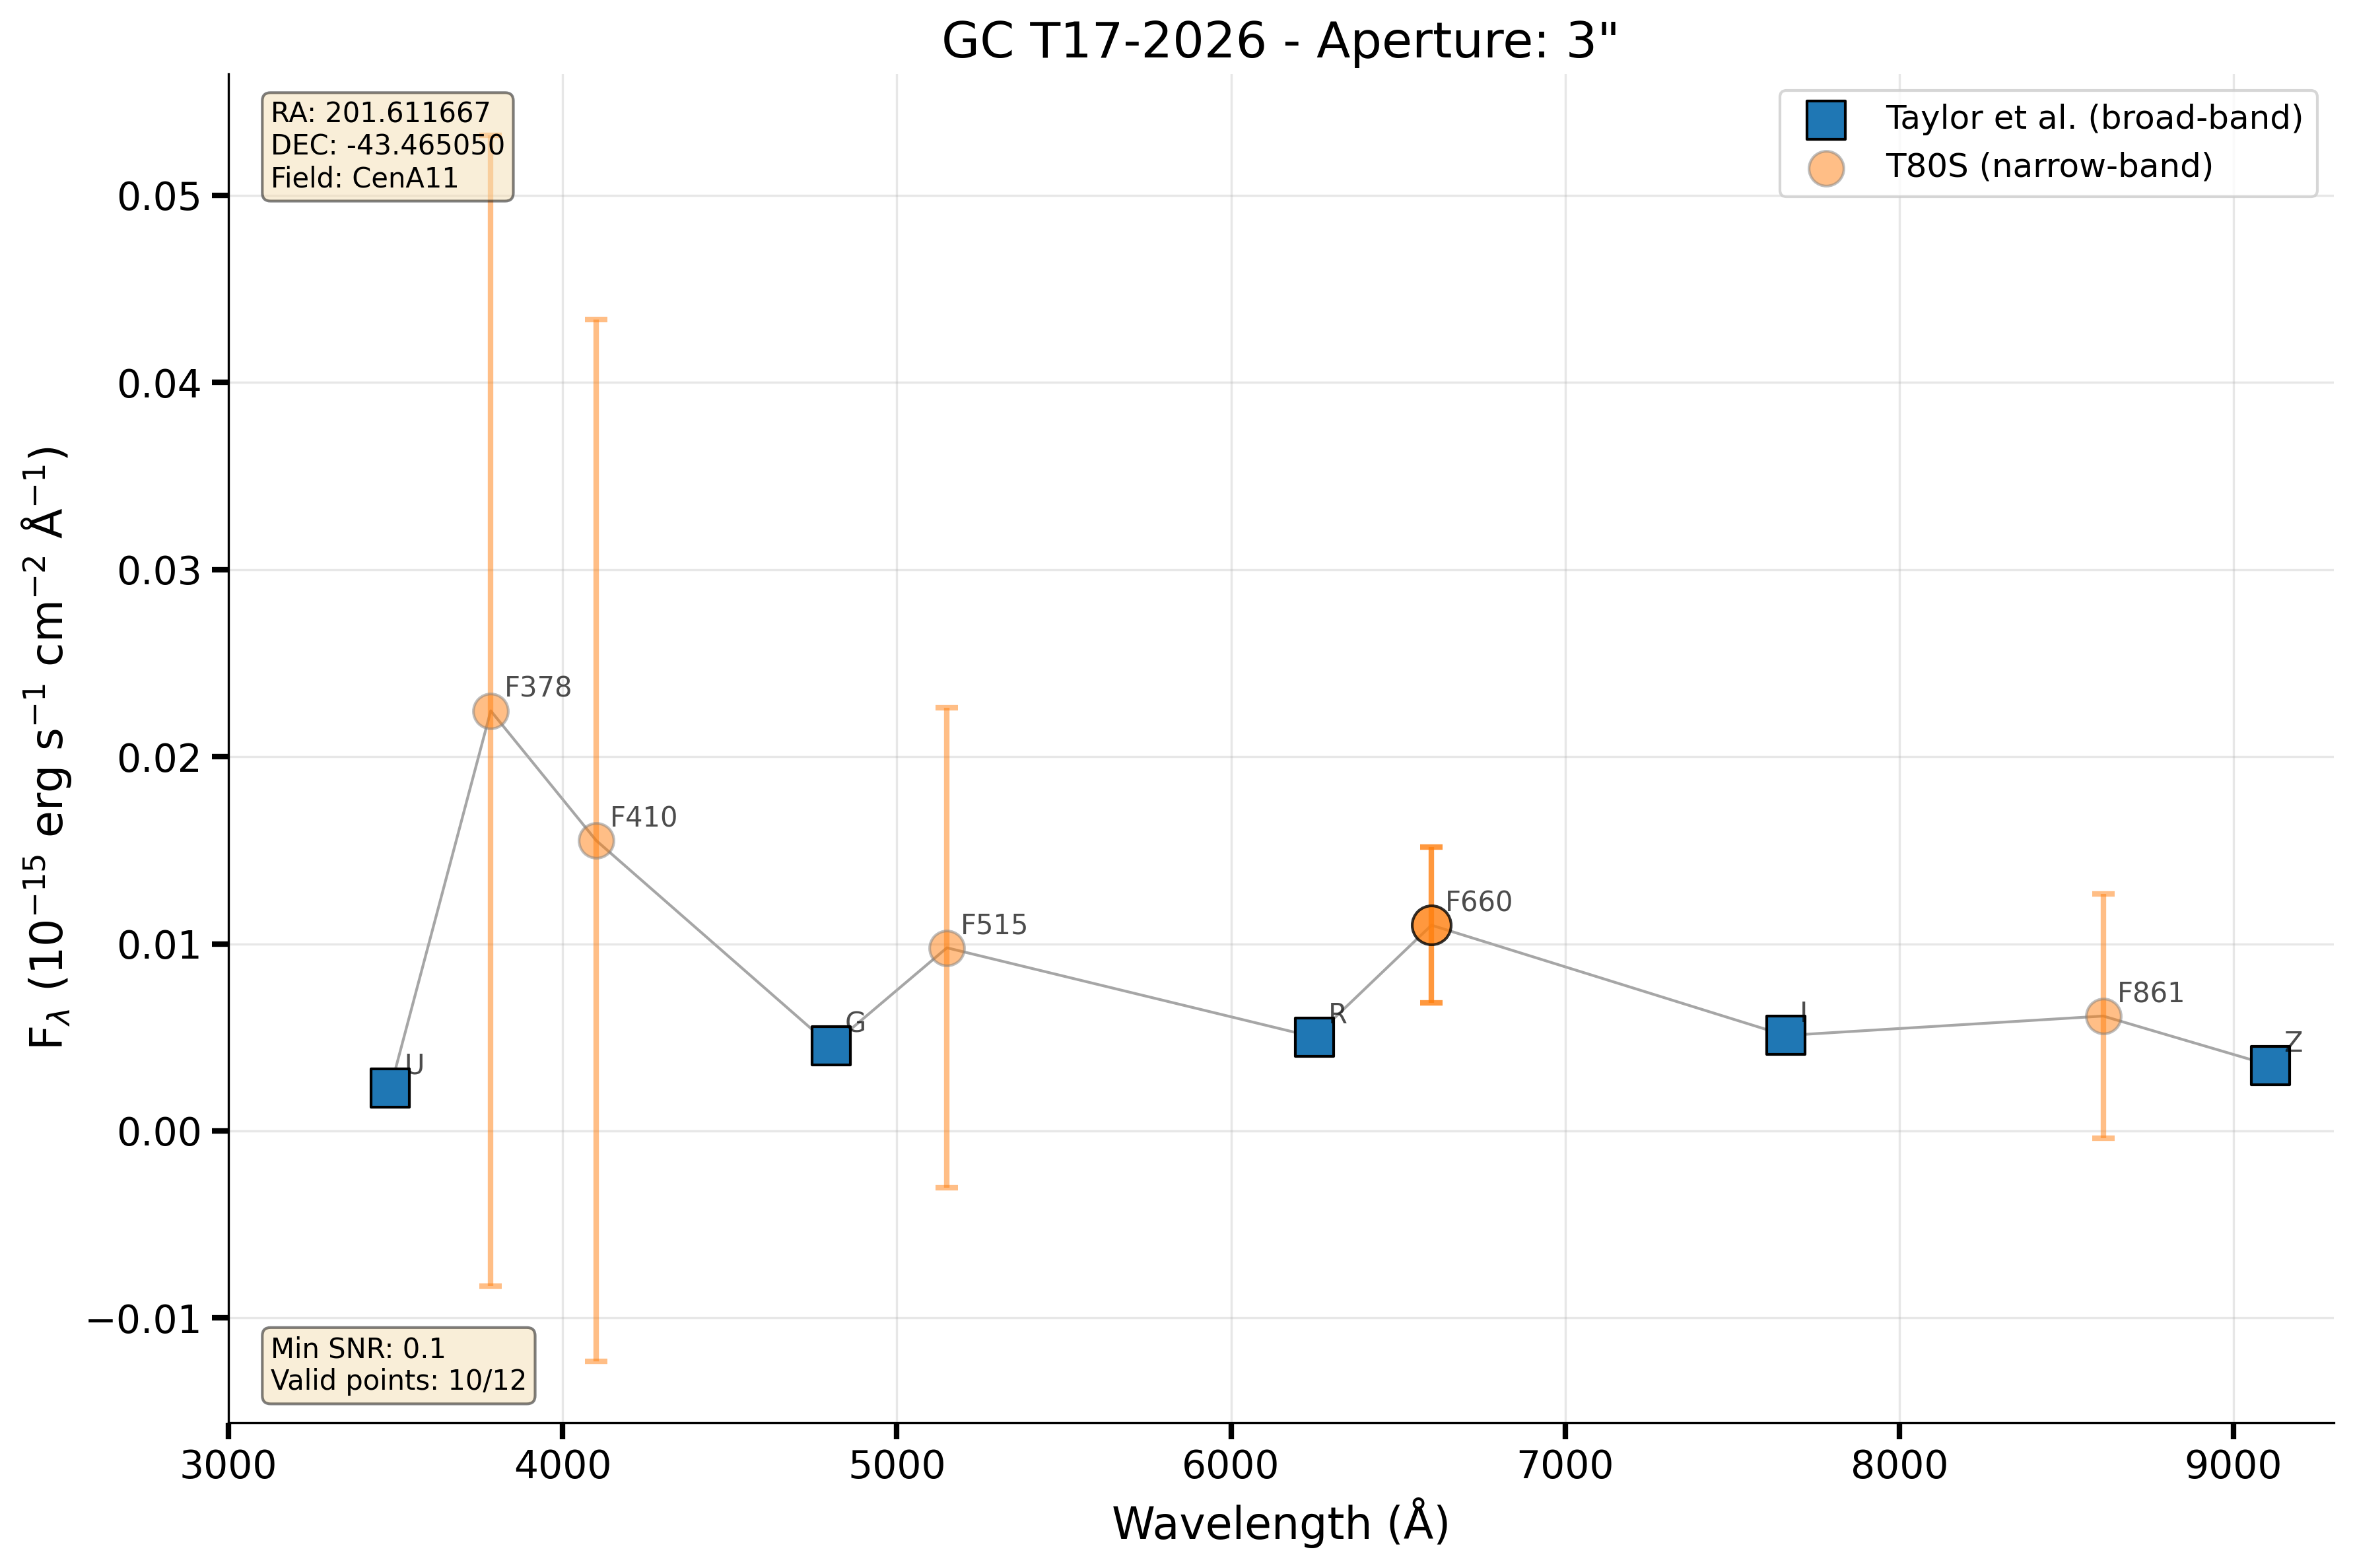 GC T17-2026 - Aperture: 3"
RA: 201.611667
DEC: -43.465050
Field: CenA11
Taylor et al. (broad-band)
T80S (narrow-band)
F_λ (10⁻¹⁵ erg s⁻¹ cm⁻² Å⁻¹)
0.05
0.04
0.03
0.02
0.01
0.00
−0.01
U
F378
F410
G
F515
R
F660
I
F861
Z
Min SNR: 0.1
Valid points: 10/12
3000 4000 5000 6000 7000 8000 9000
Wavelength (Å)